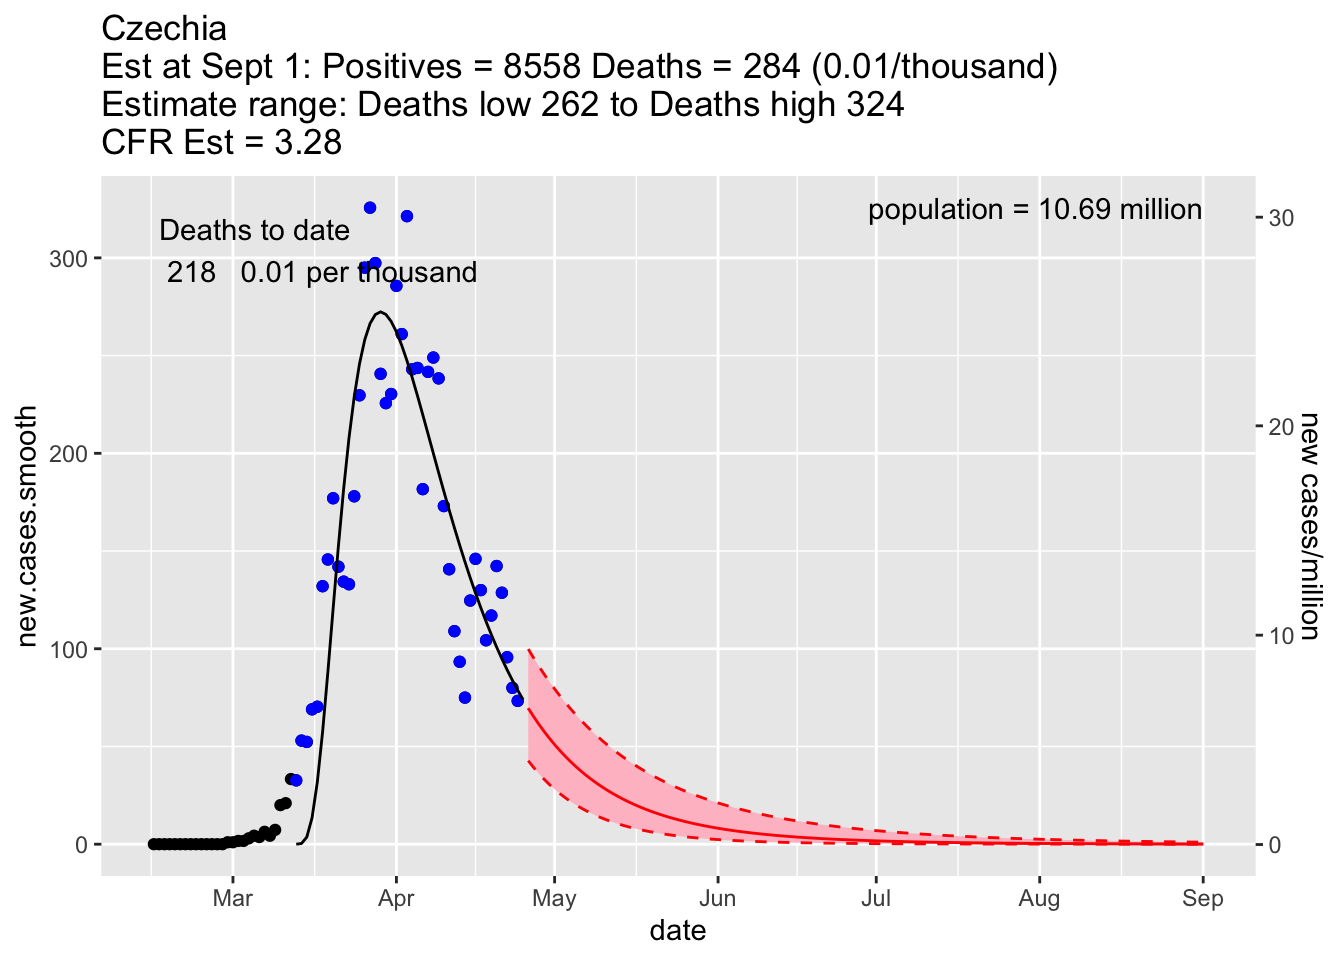 Czechia
Est at Sept 1: Positives = 8558 Deaths = 284 (0.01/thousand)
Estimate range: Deaths low 262 to Deaths high 324
CFR Est = 3.28
Deaths to date
218 0.01 per thousand
population = 10.69 million
new.cases.smooth
300
200
100
0
30
20
10
0
new cases/million
Mar Apr May Jun Jul Aug Sep
date